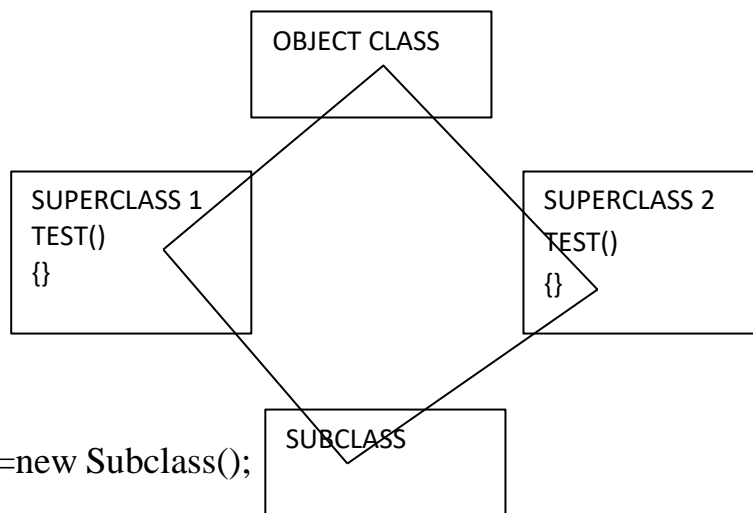 OBJECT CLASS
SUPERCLASS 1
TEST()
{}
SUPERCLASS 2
TEST()
{}
SUBCLASS
=new Subclass();